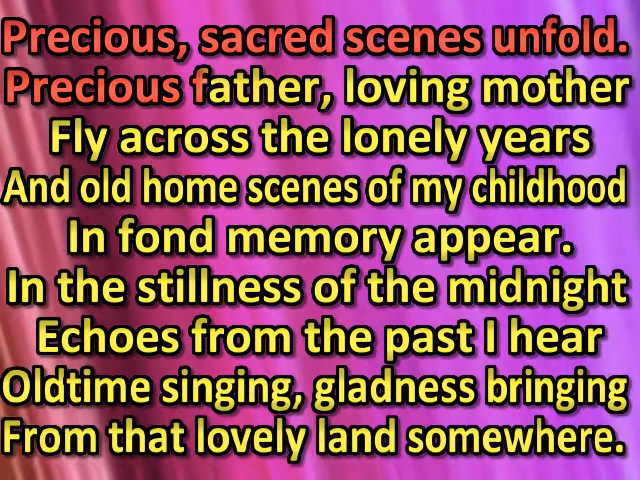 Precious, sacred scenes unfold.
Precious father, loving mother
Fly across the lonely years
And old home scenes of my childhood
In fond memory appear.
In the stillness of the midnight
Echoes from the past I hear
Oldtime singing, gladness bringing
From that lovely land somewhere.